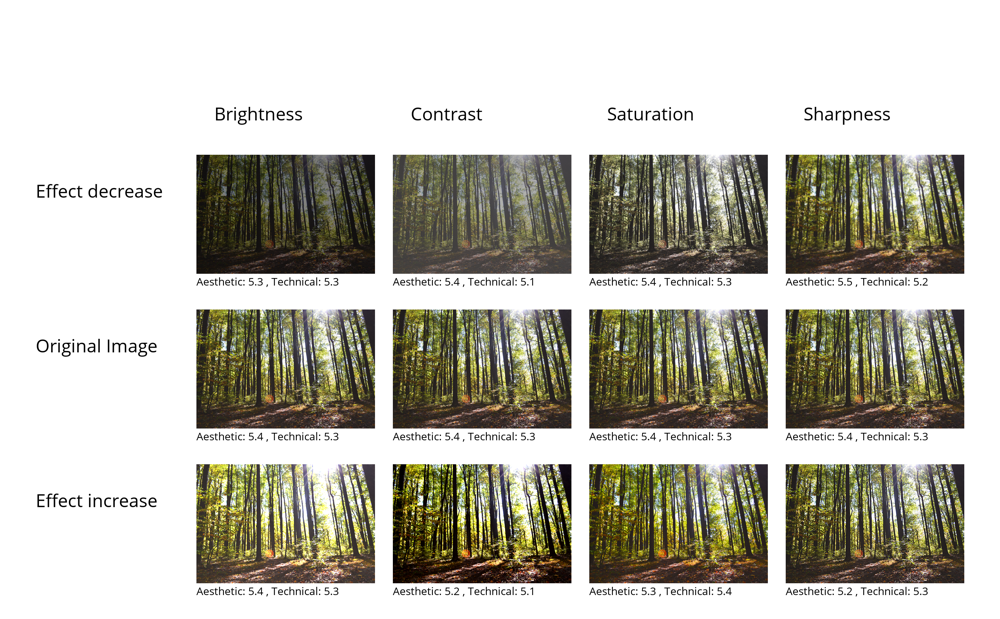 Brightness Contrast Saturation Sharpness
Effect decrease
Aesthetic: 5.3 , Technical: 5.3 Aesthetic: 5.4 , Technical: 5.1 Aesthetic: 5.4 , Technical: 5.3 Aesthetic: 5.5 , Technical: 5.2
Original Image
Aesthetic: 5.4 , Technical: 5.3 Aesthetic: 5.4 , Technical: 5.3 Aesthetic: 5.4 , Technical: 5.3 Aesthetic: 5.4 , Technical: 5.3
Effect increase
Aesthetic: 5.4 , Technical: 5.3 Aesthetic: 5.2 , Technical: 5.1 Aesthetic: 5.3 , Technical: 5.4 Aesthetic: 5.2 , Technical: 5.3